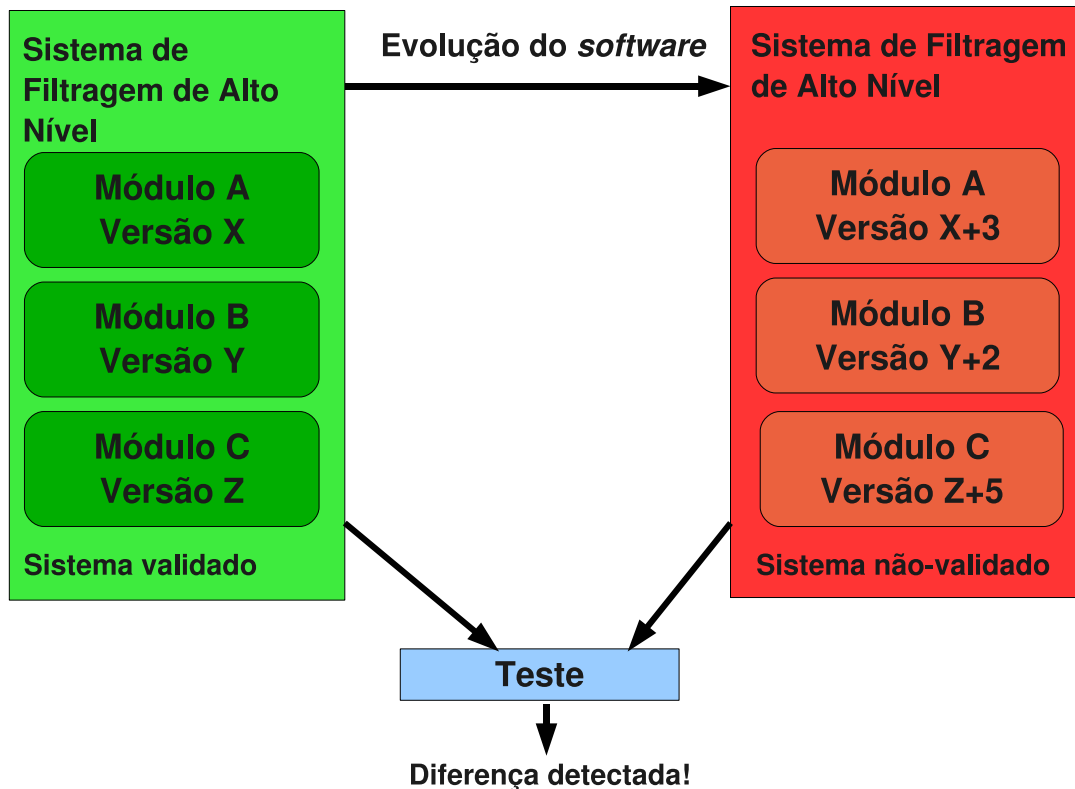 Sistema de
Filtragem de Alto
Nível
Módulo A
Versão X
Módulo B
Versão Y
Módulo C
Versão Z
Sistema validado
Evolução do software
Sistema de Filtragem
de Alto Nível
Módulo A
Versão X+3
Módulo B
Versão Y+2
Módulo C
Versão Z+5
Sistema não-validado
Teste
Diferença detectada!